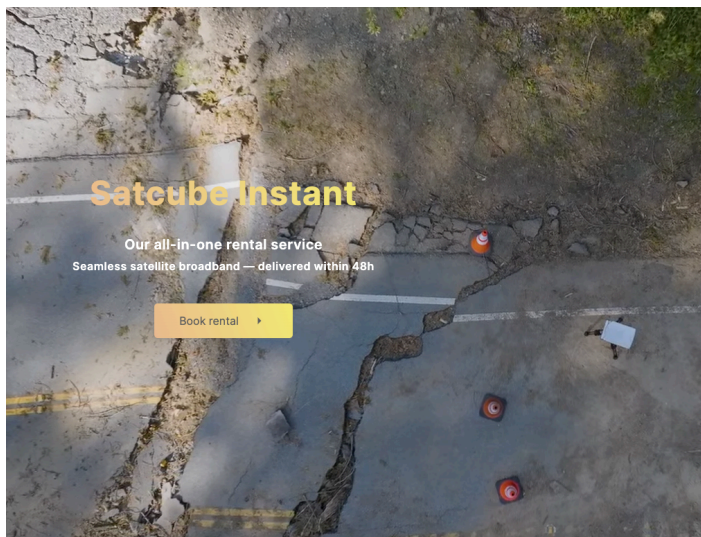 Satcube Instant
Our all-in-one rental service
Seamless satellite broadband — delivered within 48h
Book rental